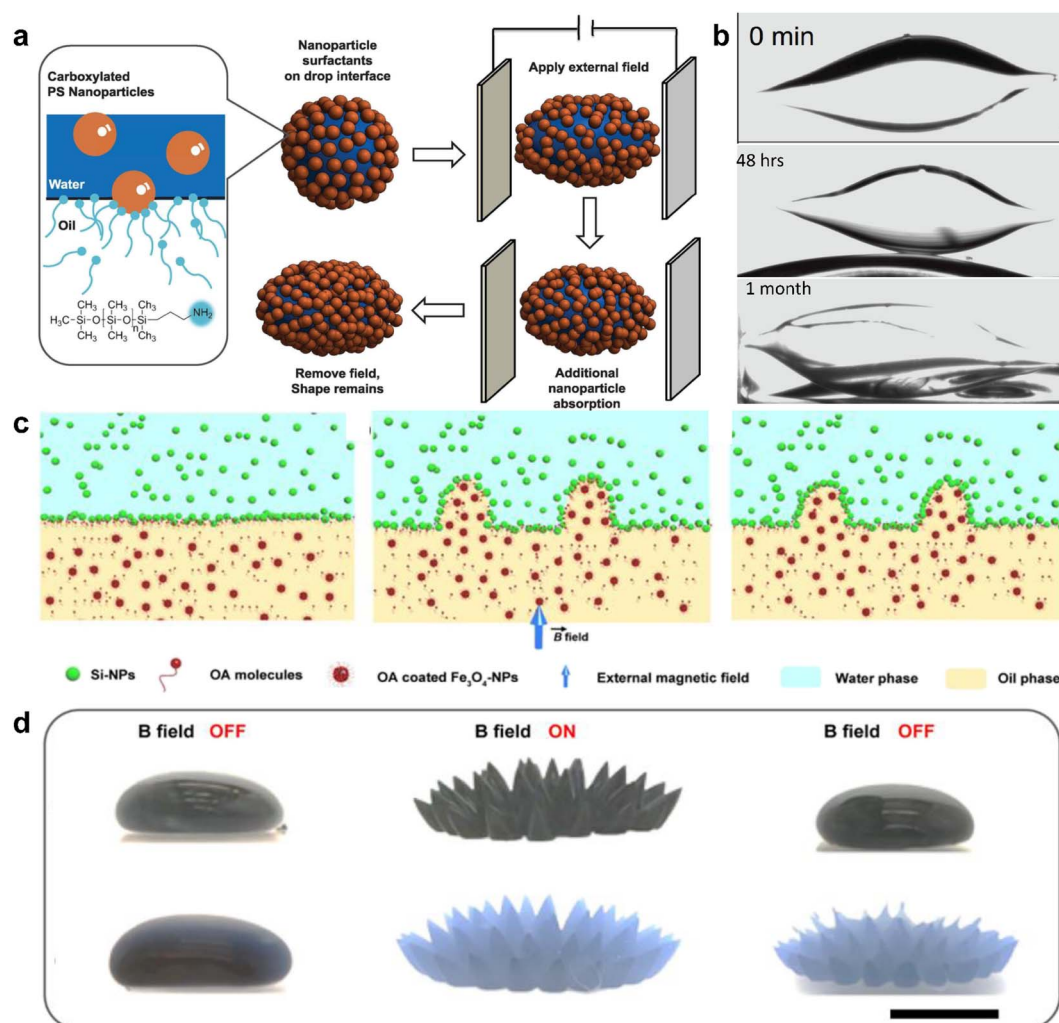 a
Carboxylated
PS Nanoparticles
Water
Oil
CH₃ CH₃ Ch₃
H₃C-Si-O Si-O Si NH₂
CH₃ CH₃ n Ch₃
Nanoparticle
surfactants
on drop interface
Apply external field
Remove field,
Shape remains
Additional
nanoparticle
absorption
b
0 min
48 hrs
1 month
c
B field
Si-NPs OA molecules OA coated Fe₃O₄-NPs External magnetic field Water phase Oil phase
d
B field OFF B field ON B field OFF